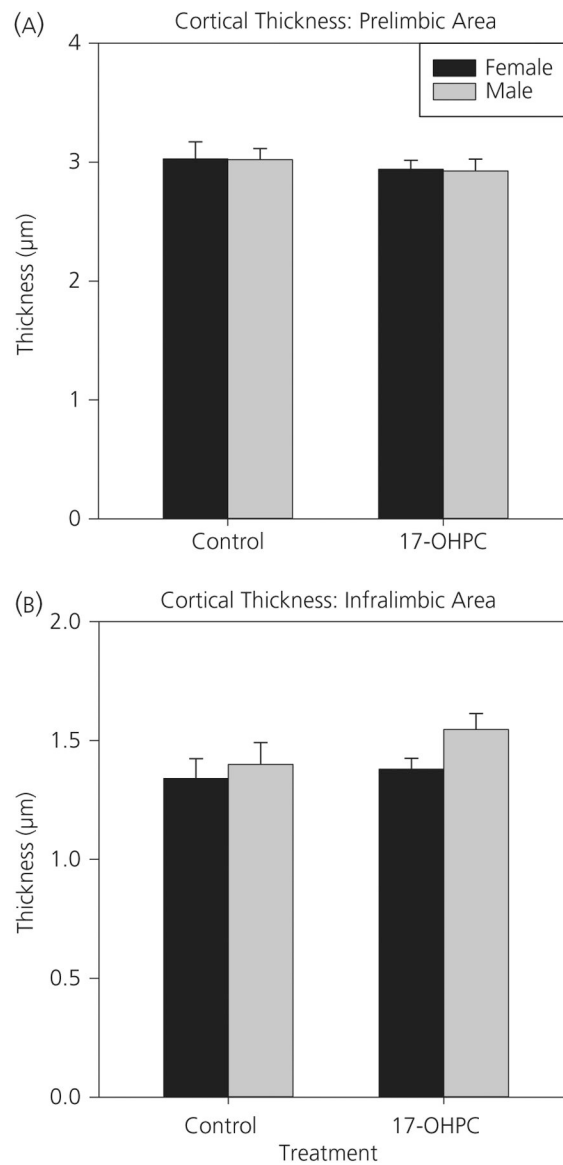 (A) Cortical Thickness: Prelimbic Area
Female
Male
Thickness (μm)
4
3
2
1
0
Control 17-OHPC
(B) Cortical Thickness: Infralimbic Area
Thickness (μm)
2.0
1.5
1.0
0.5
0.0
Control 17-OHPC
Treatment